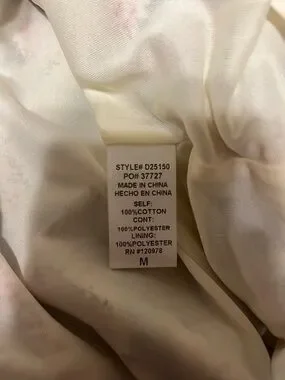 STYLE# D25150
PO# 37727
MADE IN CHINA
HECHO EN CHINA
SELF:
100%COTTON
CONT:
100%POLYESTER
LINING:
100%POLYESTER
RN #120978
M